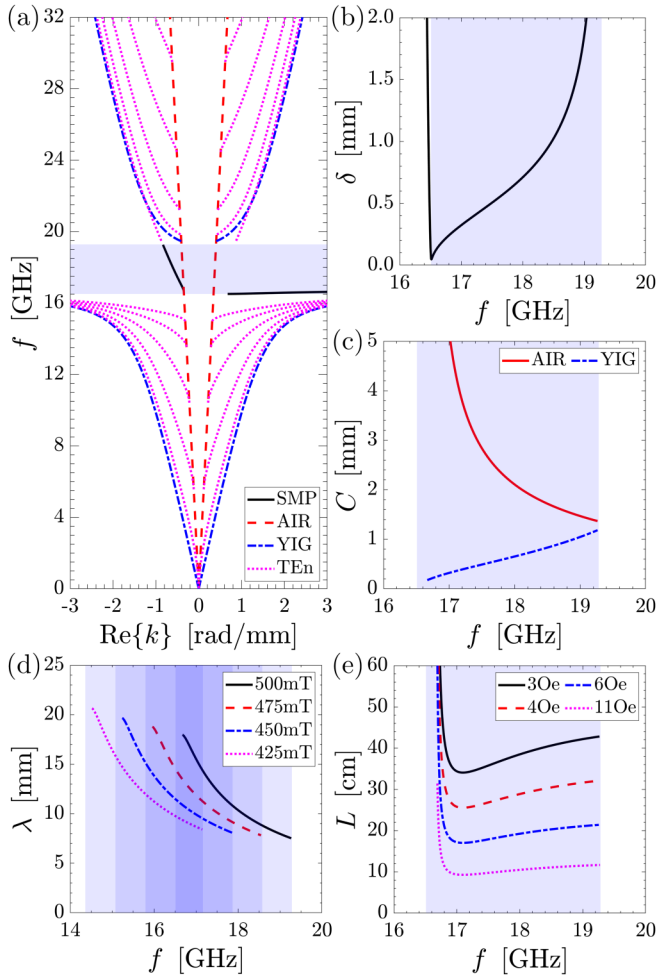 (a)
32
28
24
20
16
12
8
4
0
f [GHz]
-3 -2 -1 0 1 2 3
Re{k} [rad/mm]
SMP
AIR
YIG
TEn
(b)
2.0
1.5
1.0
0.5
0.0
δ [mm]
16 17 18 19 20
f [GHz]
(c)
5
4
3
2
1
0
C [mm]
AIR YIG
16 17 18 19 20
f [GHz]
(d)
25
20
15
10
5
0
λ [mm]
500mT
475mT
450mT
425mT
14 16 18 20
f [GHz]
(e)
60
50
40
30
20
10
0
L [cm]
3Oe 6Oe
4Oe 11Oe
16 17 18 19 20
f [GHz]